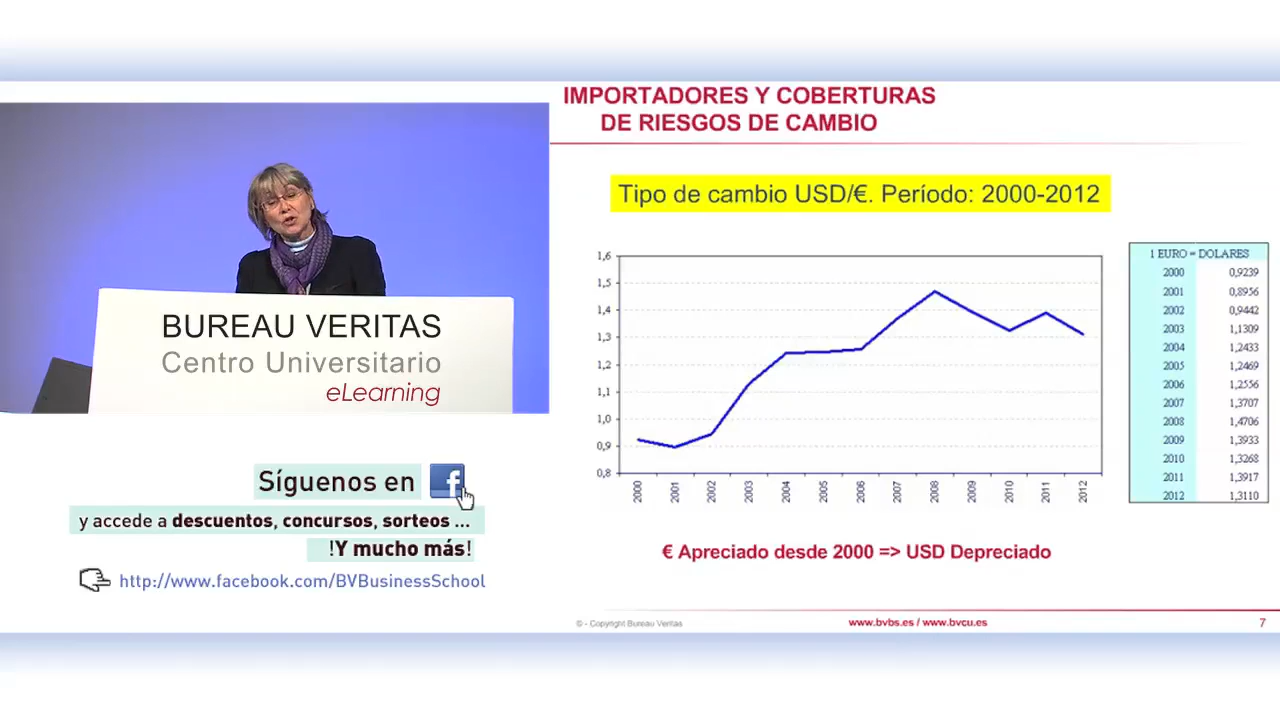 IMPORTADORES Y COBERTURAS
DE RIESGOS DE CAMBIO
BUREAU VERITAS
Centro Universitario
eLearning
Síguenos en f
y accede a descuentos, concursos, sorteos ...
!Y mucho más!
http://www.facebook.com/BVBusinessSchool
Tipo de cambio USD/€. Período: 2000-2012
1,6
1,5
1,4
1,3
1,2
1,1
1,0
0,9
0,8
2000 2001 2002 2003 2004 2005 2006 2007 2008 2009 2010 2011 2012
1 EURO = DOLARES
2000 0,9239
2001 0,8956
2002 0,9442
2003 1,1309
2004 1,2433
2005 1,2469
2006 1,2556
2007 1,3707
2008 1,4706
2009 1,3933
2010 1,3268
2011 1,3917
2012 1,3110
€ Apreciado desde 2000 => USD Depreciado
© - Copyright Bureau Veritas
www.bvbs.es / www.bvcu.es
7